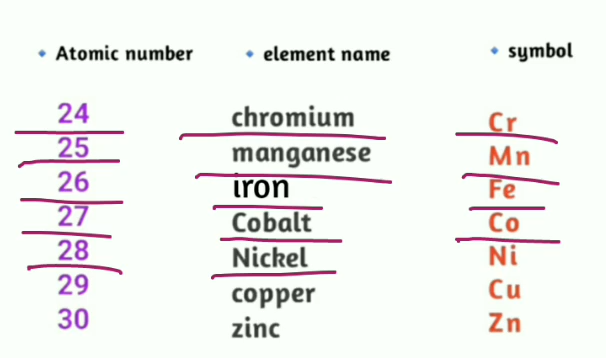 Atomic number element name symbol
24 chromium Cr
25 manganese Mn
26 iron Fe
27 Cobalt Co
28 Nickel Ni
29 copper Cu
30 zinc Zn